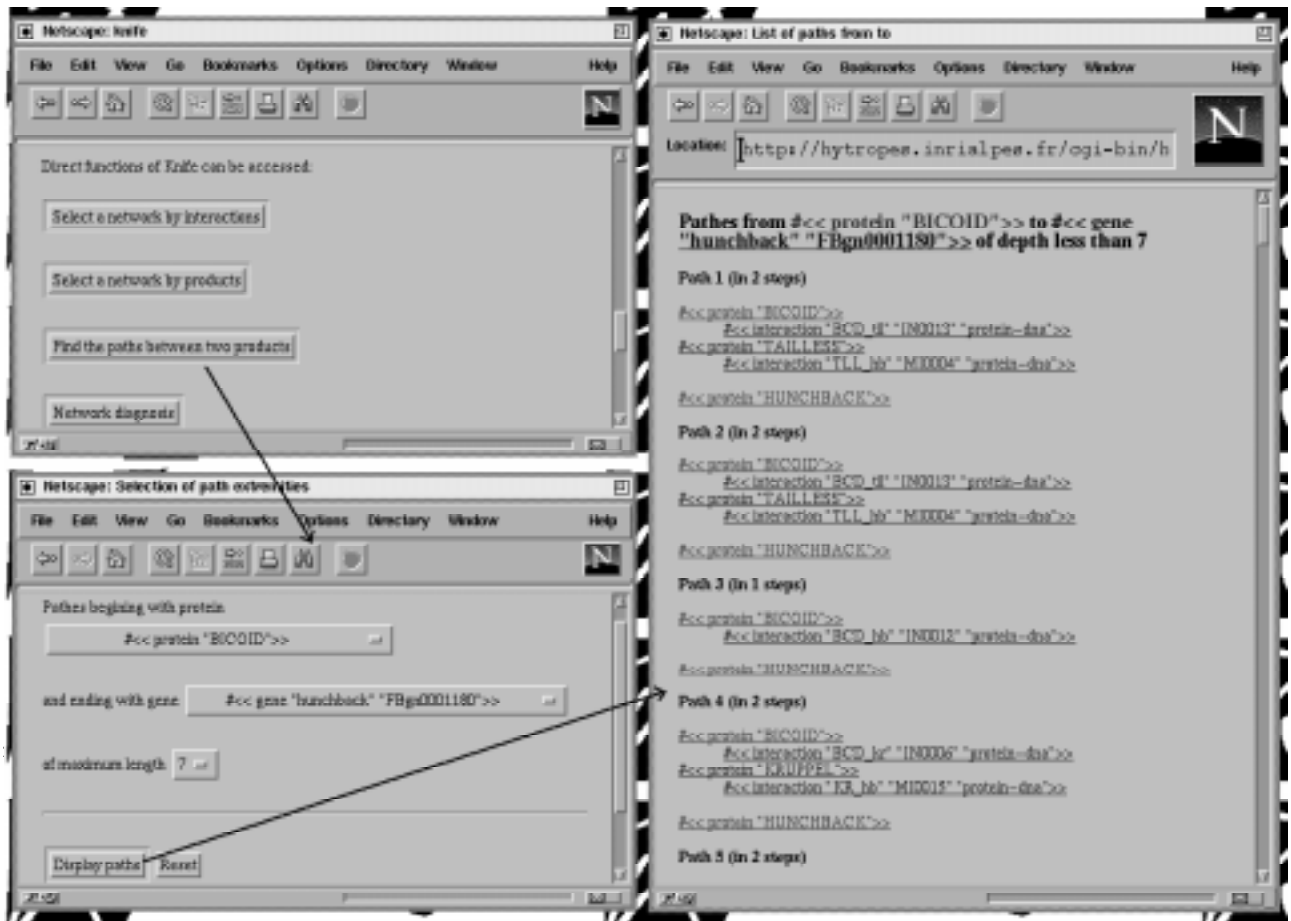 Netscape: knife
File Edit View Go Bookmarks Options Directory Window Help
N
Direct functions of Knife can be accessed:
Select a network by interactions
Select a network by products
Find the paths between two products
Network diagnosis
Netscape: Selection of path extremities
File Edit View Go Bookmarks Options Directory Window Help
N
Pathes begining with protein
#<< protein "BICOID">>
and ending with gene #<< gene "hunchback" "FBgn0001180">>
of maximum length 7
Display paths Reset
Netscape: List of paths from to
File Edit View Go Bookmarks Options Directory Window Help
N
Location: http://hytropes.inrialpes.fr/cgi-bin/h
Pathes from #<< protein "BICOID">> to #<< gene
"hunchback" "FBgn0001180">> of depth less than 7
Path 1 (in 2 steps)
#<< protein "BICOID">>
#<< interaction "BCD_tl" "IN0013" "protein-dna">>
#<< protein "TAILLESS">>
#<< interaction "TLL_hb" "MI0004" "protein-dna">>
#<< protein "HUNCHBACK">>
Path 2 (in 2 steps)
#<< protein "BICOID">>
#<< interaction "BCD_tl" "IN0013" "protein-dna">>
#<< protein "TAILLESS">>
#<< interaction "TLL_hb" "MI0004" "protein-dna">>
#<< protein "HUNCHBACK">>
Path 3 (in 1 steps)
#<< protein "BICOID">>
#<< interaction "BCD_hb" "IN0012" "protein-dna">>
#<< protein "HUNCHBACK">>
Path 4 (in 2 steps)
#<< protein "BICOID">>
#<< interaction "BCD_kr" "IN0006" "protein-dna">>
#<< protein "KRUPPEL">>
#<< interaction "KR_hb" "MI0015" "protein-dna">>
#<< protein "HUNCHBACK">>
Path 5 (in 2 steps)